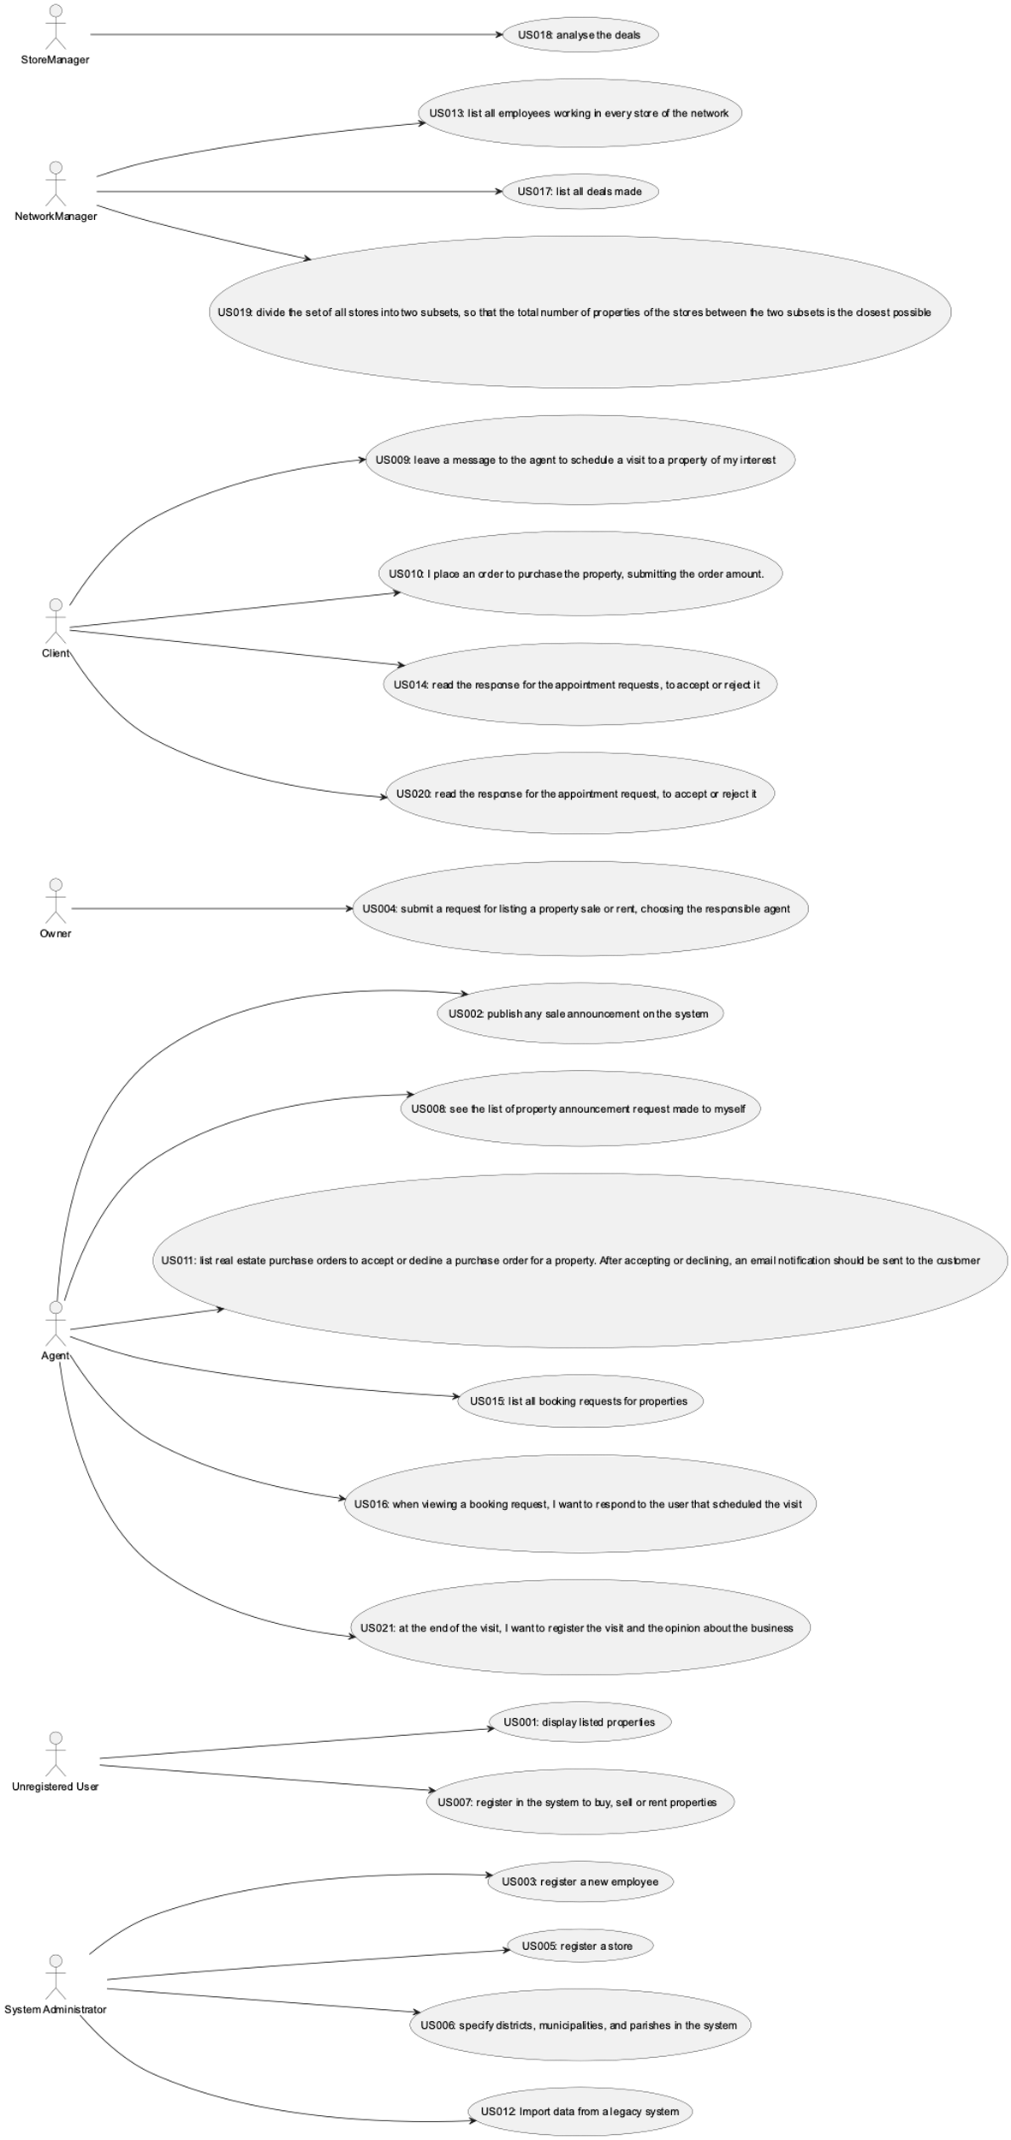 StoreManager
US018: analyse the deals
US013: list all employees working in every store of the network
NetworkManager
US017: list all deals made
US019: divide the set of all stores into two subsets, so that the total number of properties of the stores between the two subsets is the closest possible
US009: leave a message to the agent to schedule a visit to a property of my interest
US010: I place an order to purchase the property, submitting the order amount.
Client
US014: read the response for the appointment requests, to accept or reject it
US020: read the response for the appointment request, to accept or reject it
Owner
US004: submit a request for listing a property sale or rent, choosing the responsible agent
US002: publish any sale announcement on the system
US008: see the list of property announcement request made to myself
US011: list real estate purchase orders to accept or decline a purchase order for a property. After accepting or declining, an email notification should be sent to the customer
Agent
US015: list all booking requests for properties
US016: when viewing a booking request, I want to respond to the user that scheduled the visit
US021: at the end of the visit, I want to register the visit and the opinion about the business
US001: display listed properties
Unregistered User
US007: register in the system to buy, sell or rent properties
US003: register a new employee
US005: register a store
System Administrator
US006: specify districts, municipalities, and parishes in the system
US012: Import data from a legacy system